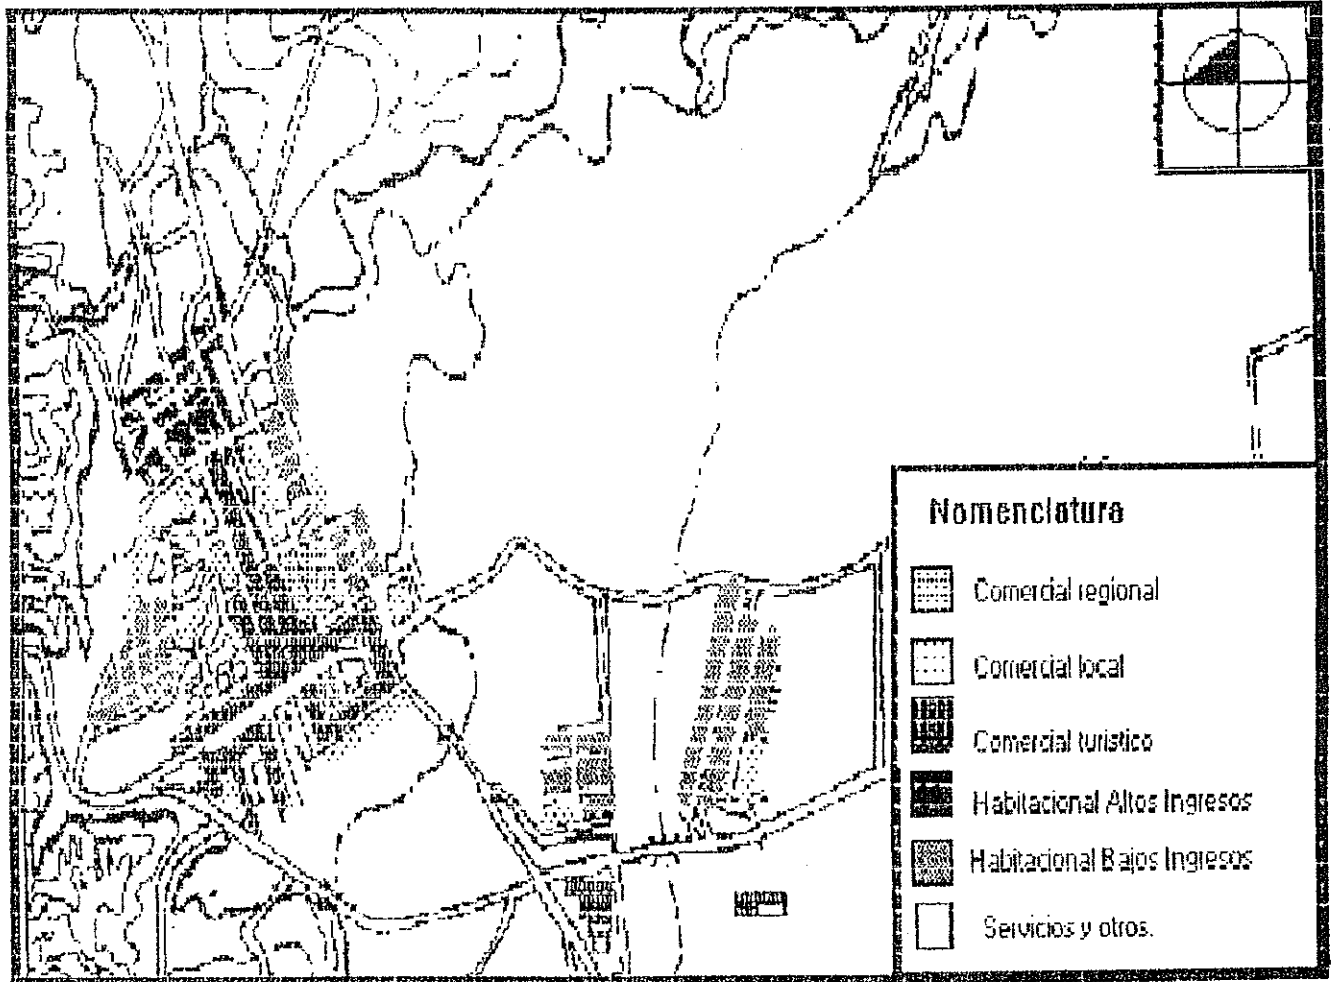 Nomenclatura
Comercial regional
Comercial local
Comercial turistico
Habitacional Altos Ingresos
Habitacional Bajos Ingresos
Servicios y otros.